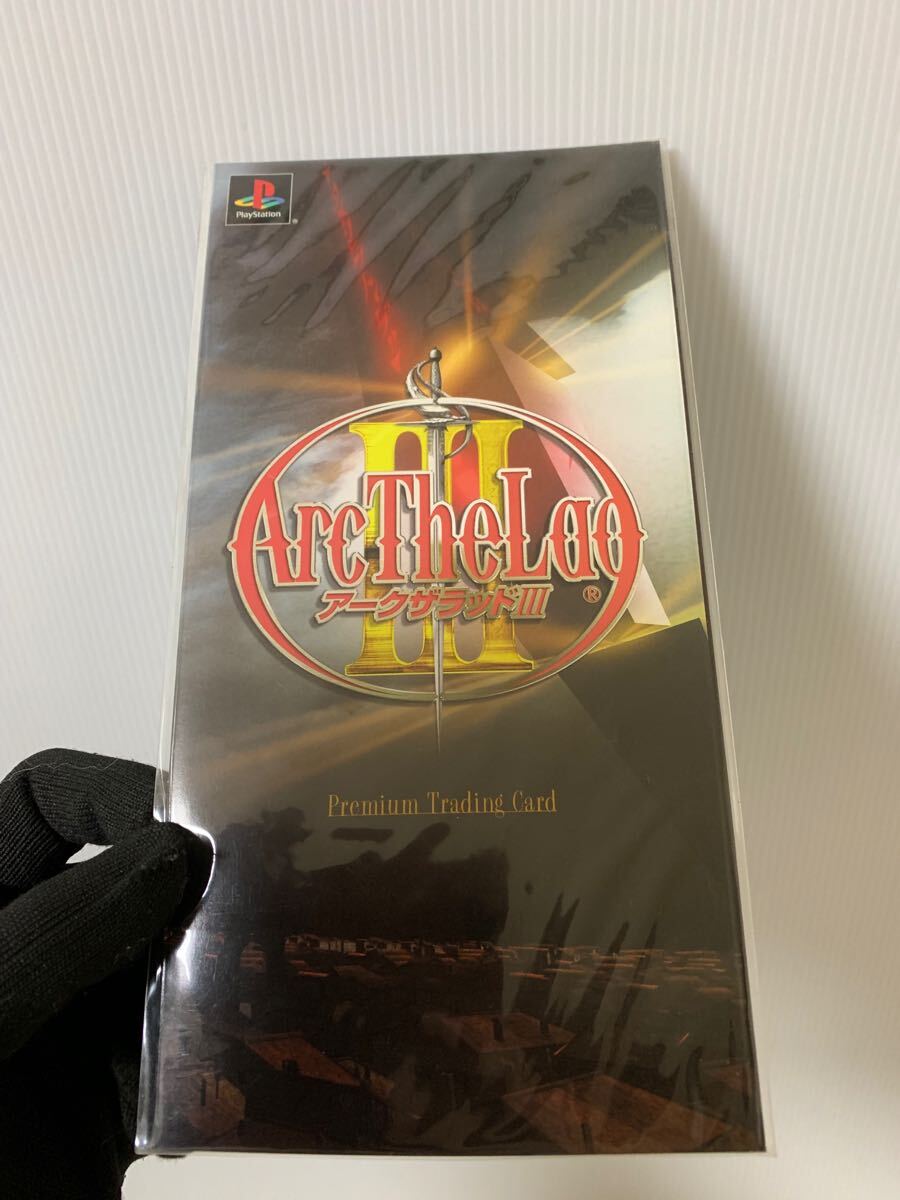 PlayStation
®
III
ArcTheLad
アークザラッドIII
®
Premium Trading Card